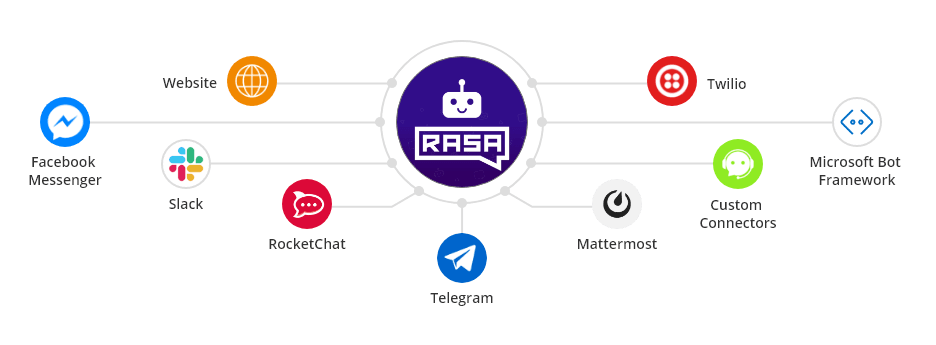 Website
Twilio
RASA
Facebook
Messenger
Microsoft Bot
Framework
Slack
Custom
Connectors
RocketChat
Mattermost
Telegram